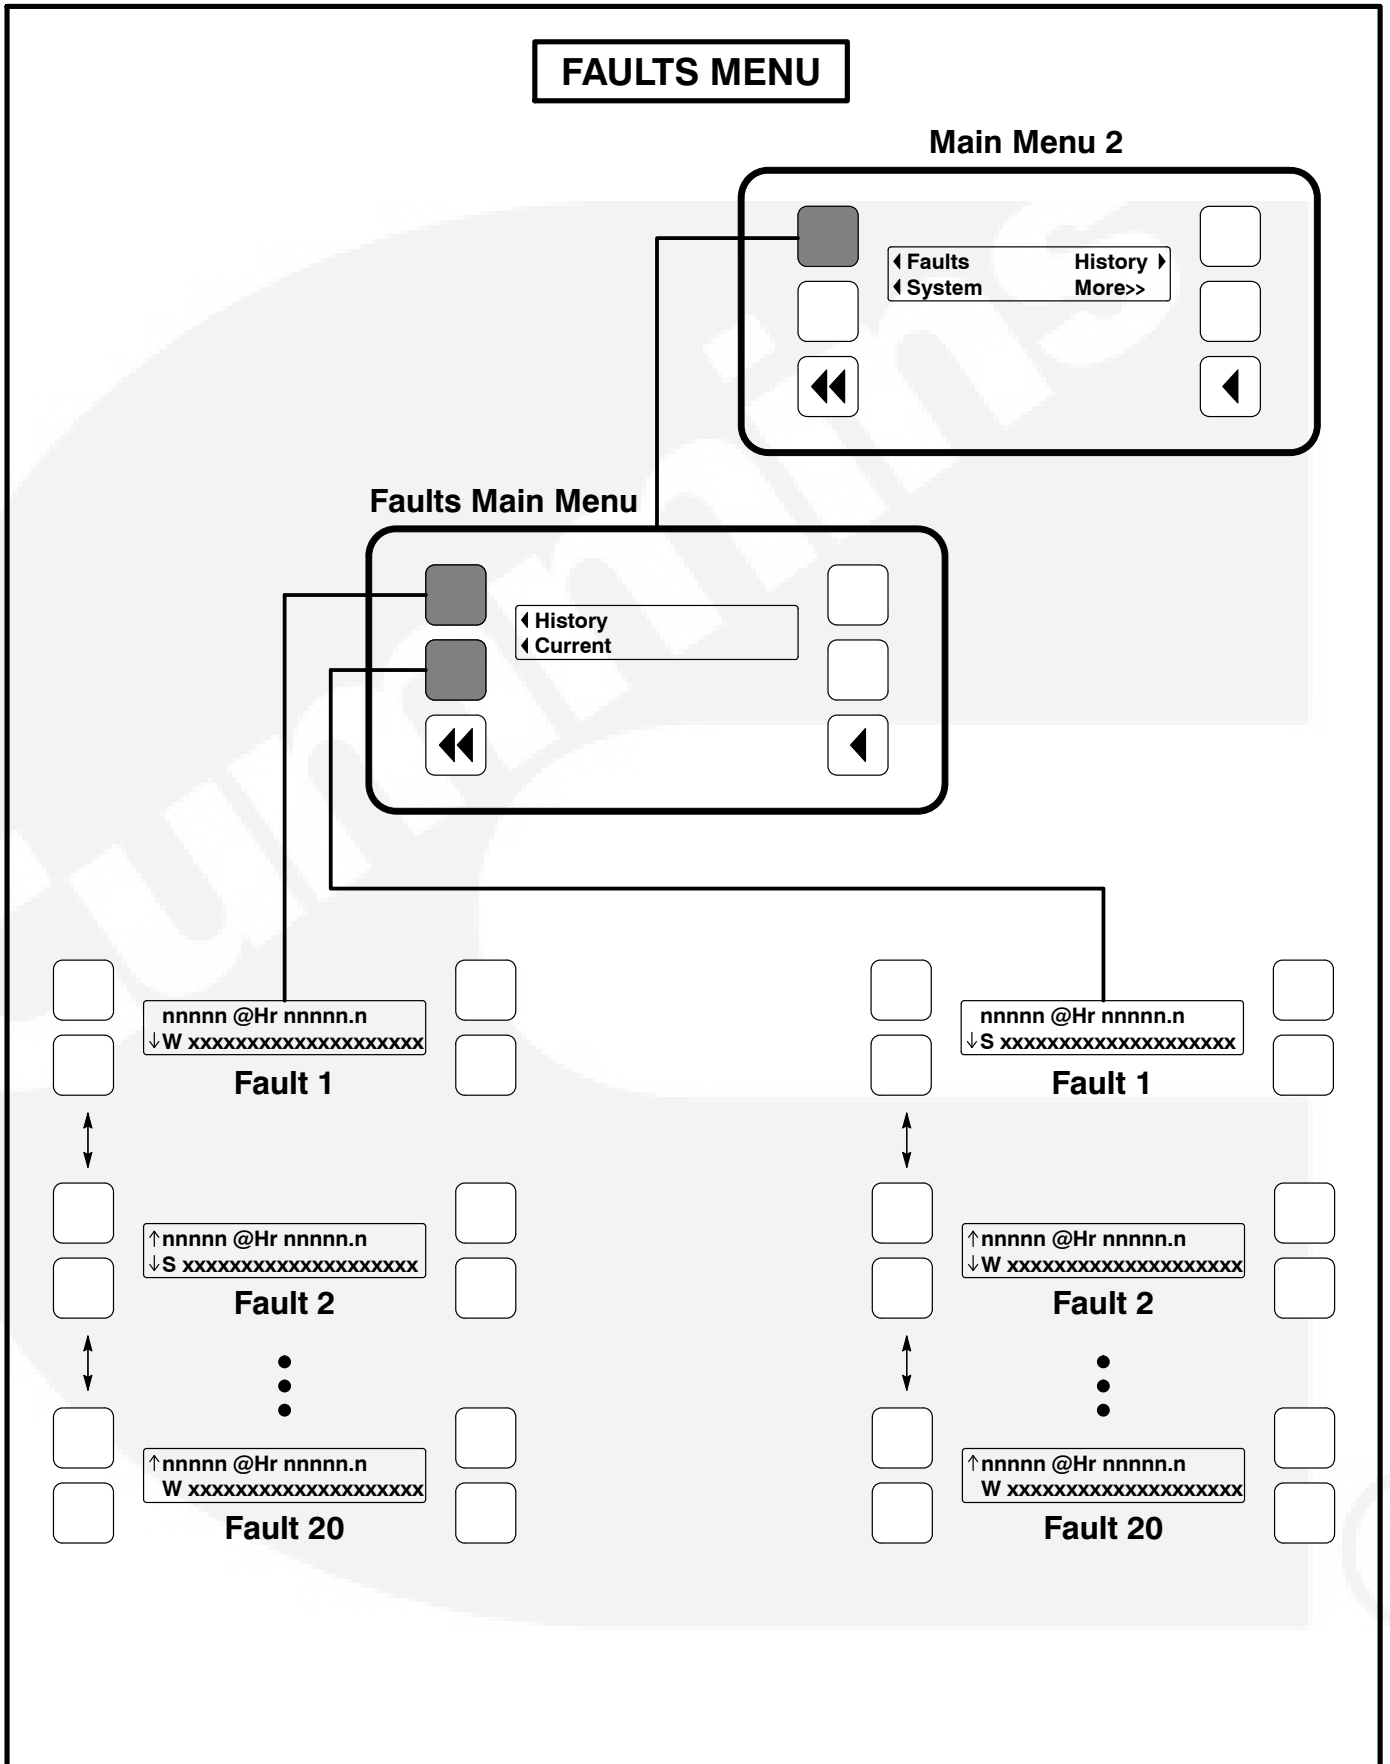 FAULTS MENU
Main Menu 2
Faults History
System More>>
Faults Main Menu
History
Current
nnnnn @Hr nnnnn.n
↓W xxxxxxxxxxxxxxxxxxxx
Fault 1
nnnnn @Hr nnnnn.n
↓S xxxxxxxxxxxxxxxxxxxx
Fault 1
↑nnnnn @Hr nnnnn.n
↓S xxxxxxxxxxxxxxxxxxxx
Fault 2
↑nnnnn @Hr nnnnn.n
↓W xxxxxxxxxxxxxxxxxxxx
Fault 2
↑nnnnn @Hr nnnnn.n
W xxxxxxxxxxxxxxxxxxxx
Fault 20
↑nnnnn @Hr nnnnn.n
W xxxxxxxxxxxxxxxxxxxx
Fault 20
Cummins